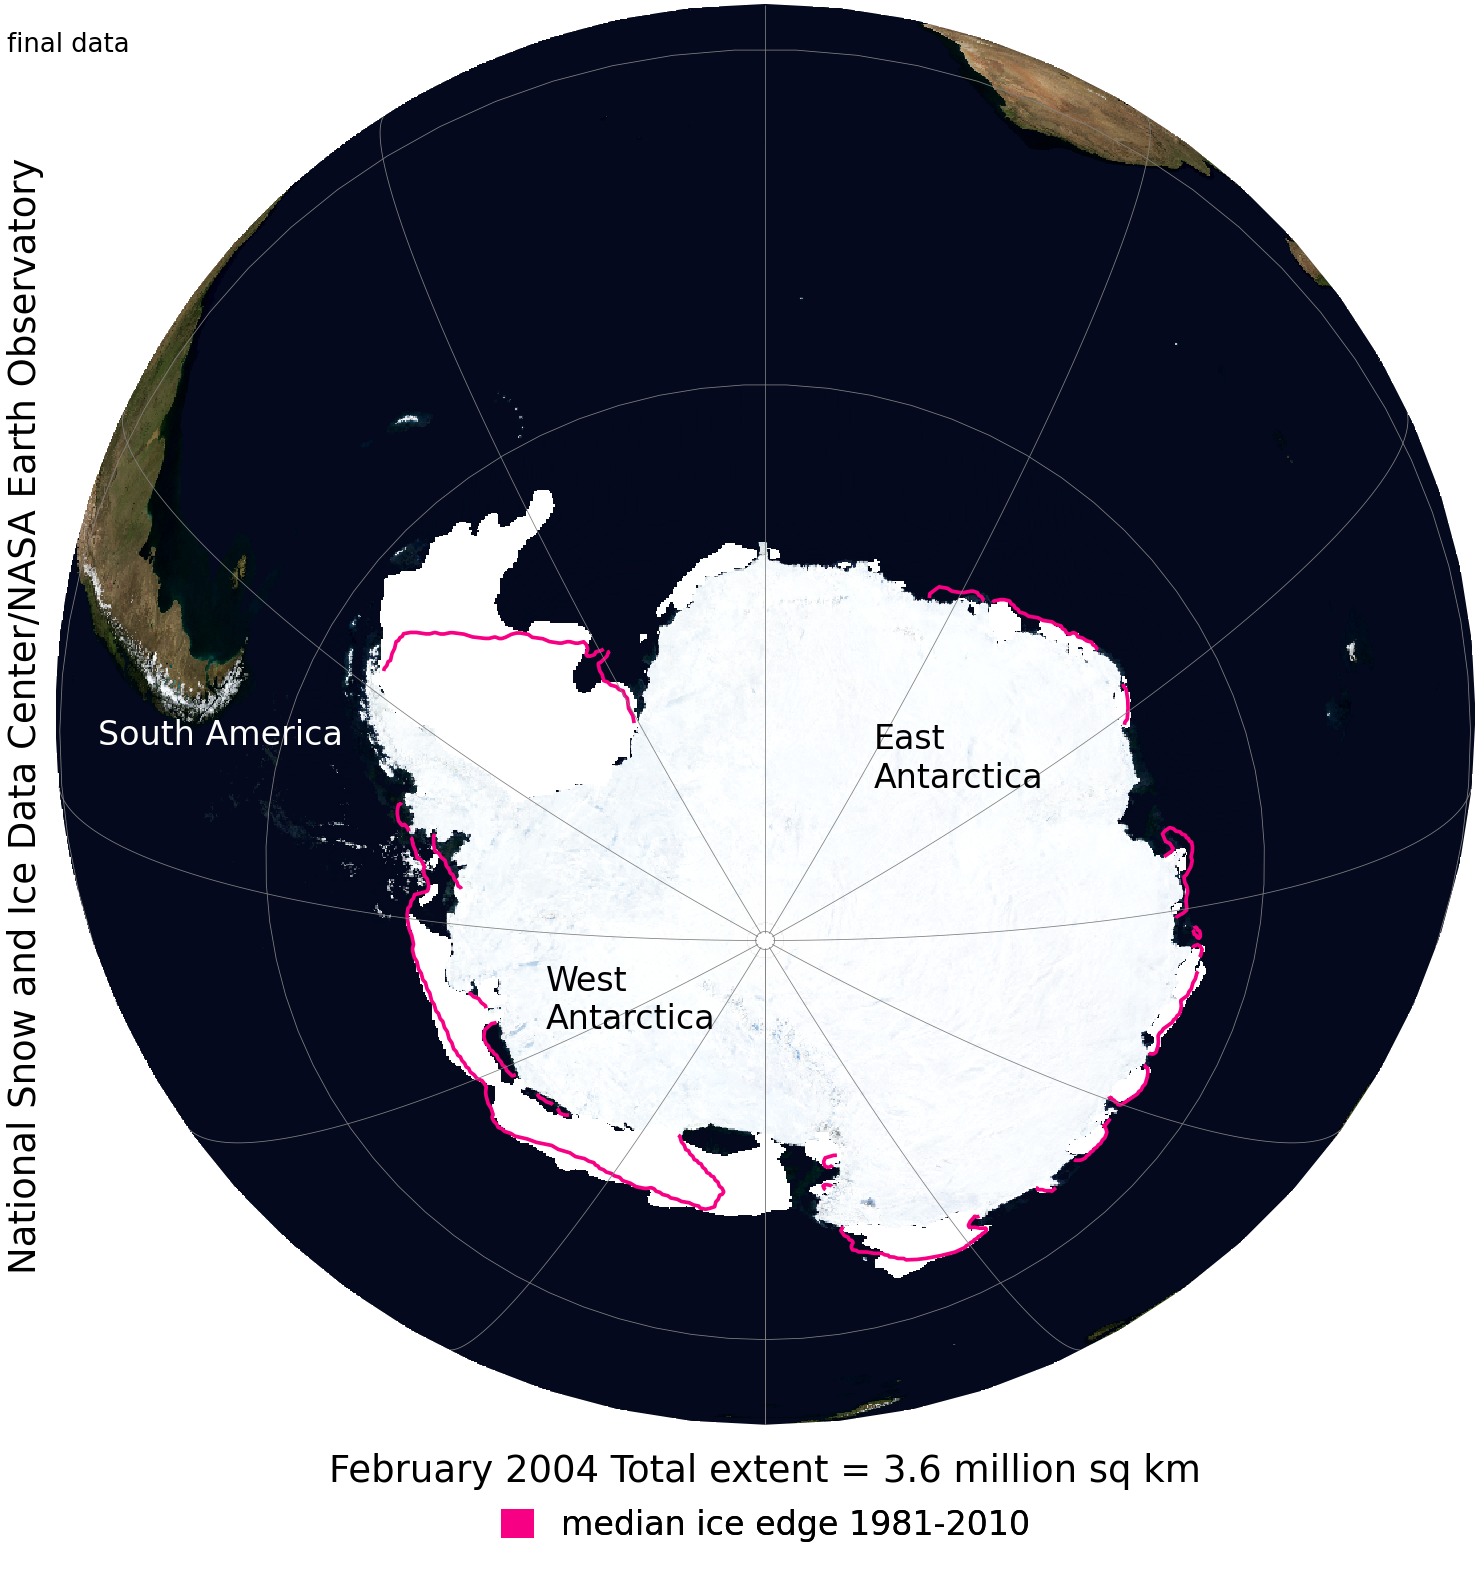 final data
National Snow and Ice Data Center/NASA Earth Observatory
South America
East
Antarctica
West
Antarctica
February 2004 Total extent = 3.6 million sq km
median ice edge 1981-2010